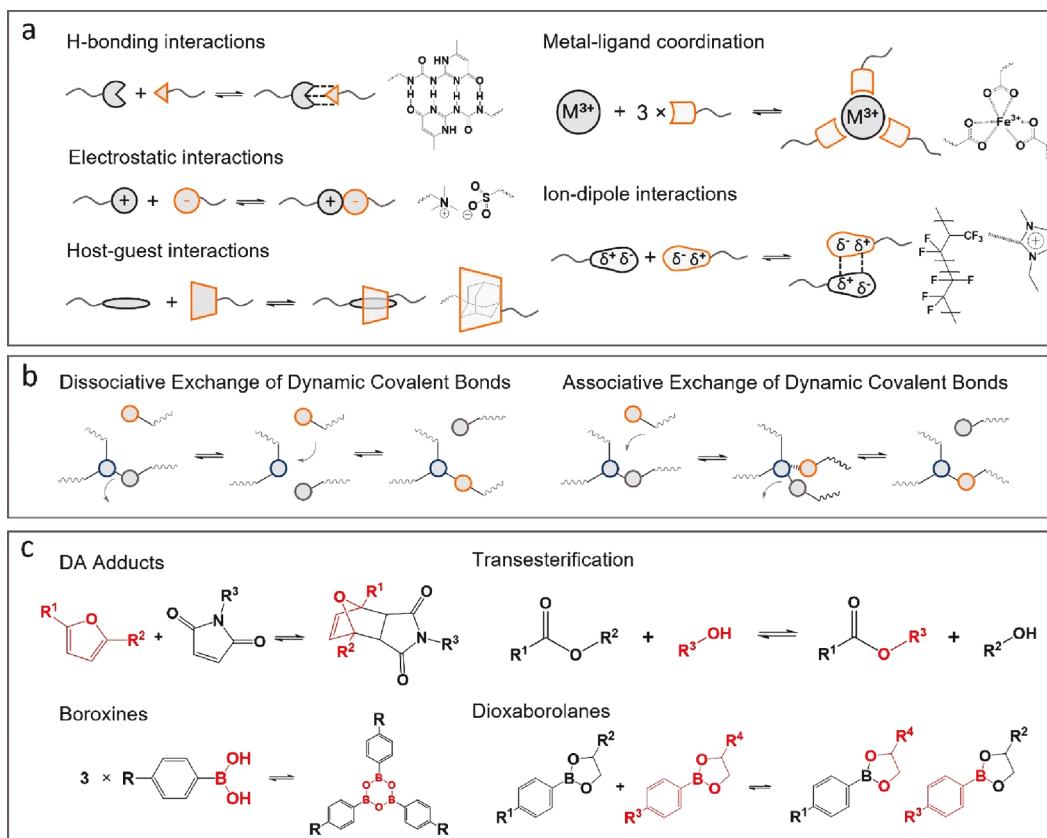 a
H-bonding interactions
+
O
O
N
H
N
H
N
HN
O
H
H
H
H
O
N
NH
N
N
O
Electrostatic interactions
+ + - + -
N
+
O
S
O
O
-
Host-guest interactions
+
Metal-ligand coordination
M³⁺ + 3 × M³⁺
O
O
O
O
O
O
Fe³⁺
Ion-dipole interactions
δ⁺ δ⁻ + δ⁻ δ⁺
δ⁻ δ⁺
δ⁺ δ⁻
F
F
CF₃
F
F
F
F
N
+
N
b
Dissociative Exchange of Dynamic Covalent Bonds
Associative Exchange of Dynamic Covalent Bonds
c
DA Adducts
R¹
O
R²
+
O
N
R³
O
O
R¹
R²
O
N
R³
O
Transesterification
O
R¹
O
R²
+
R³
OH
O
R¹
O
R³
+
R²
OH
Boroxines
3 ×
R
B
OH
OH
R
B
O
O
B
O
B
R
R
Dioxaborolanes
R²
O
B
O
R¹
+
R⁴
O
B
O
R³
R⁴
O
B
O
R¹
R²
O
B
O
R³